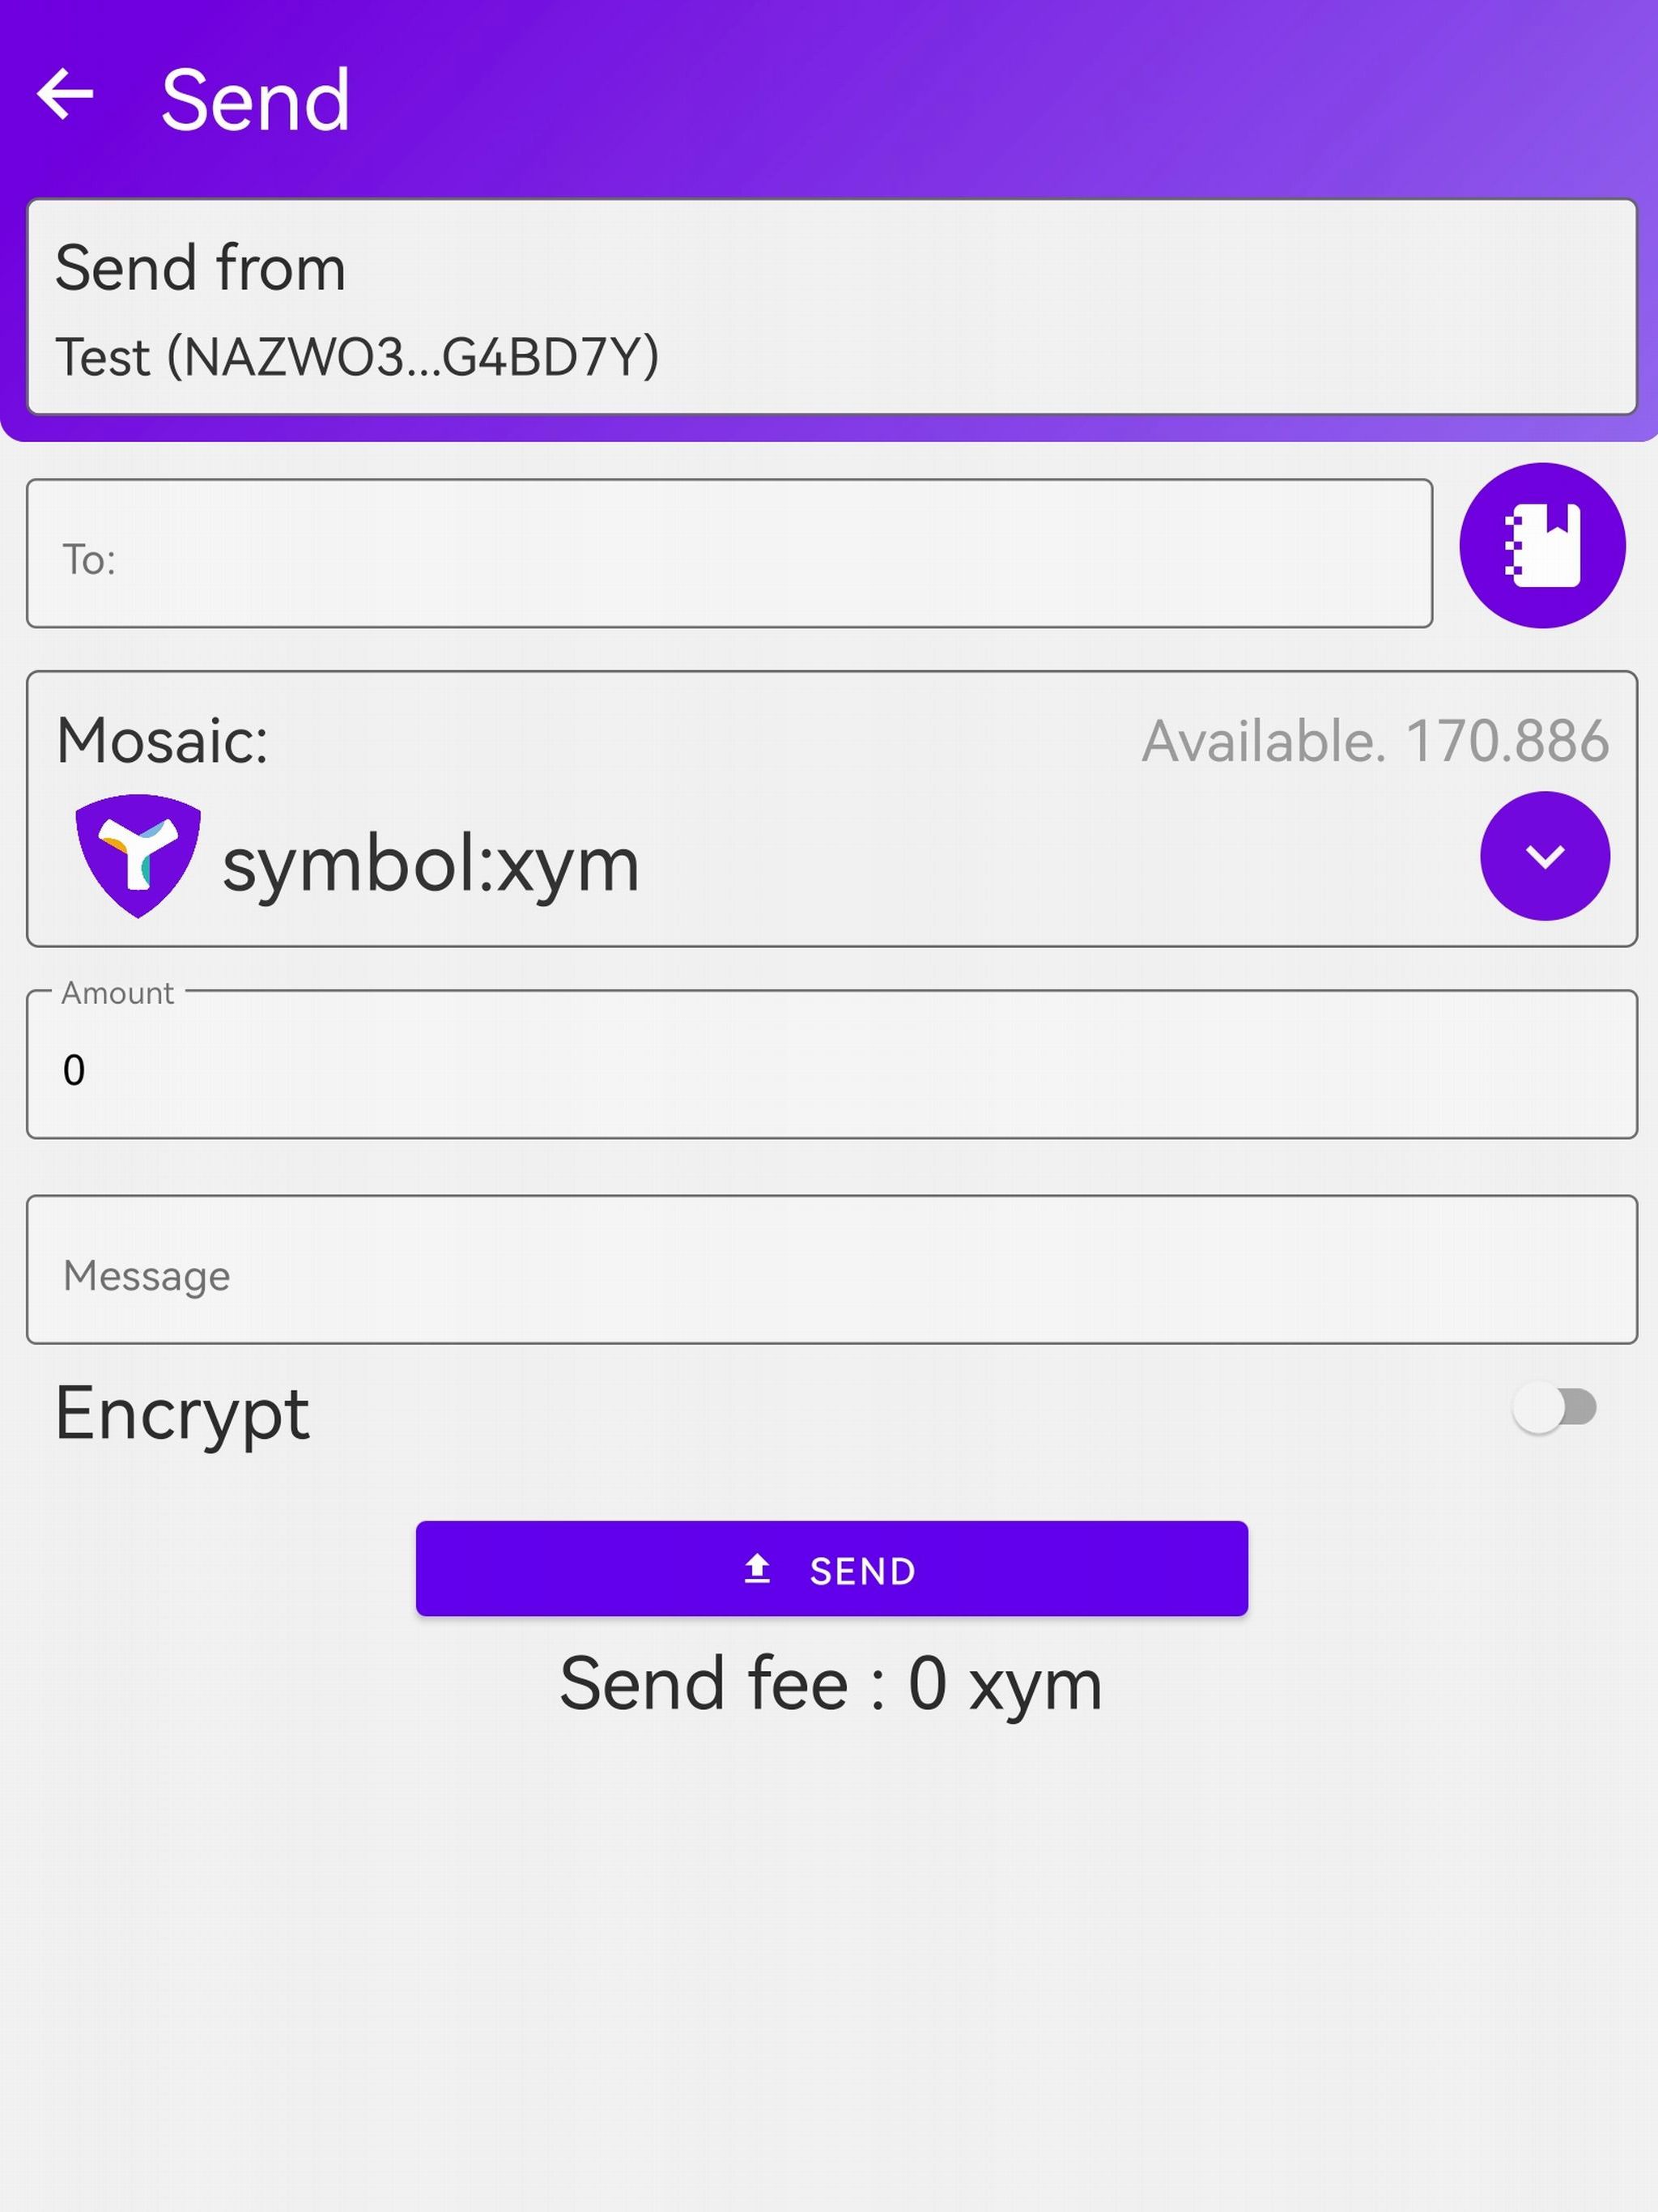 Send
Send from
Test (NAZWO3...G4BD7Y)
To:
Mosaic:
Available. 170.886
symbol:xym
Amount
0
Message
Encrypt
SEND
Send fee : 0 xym